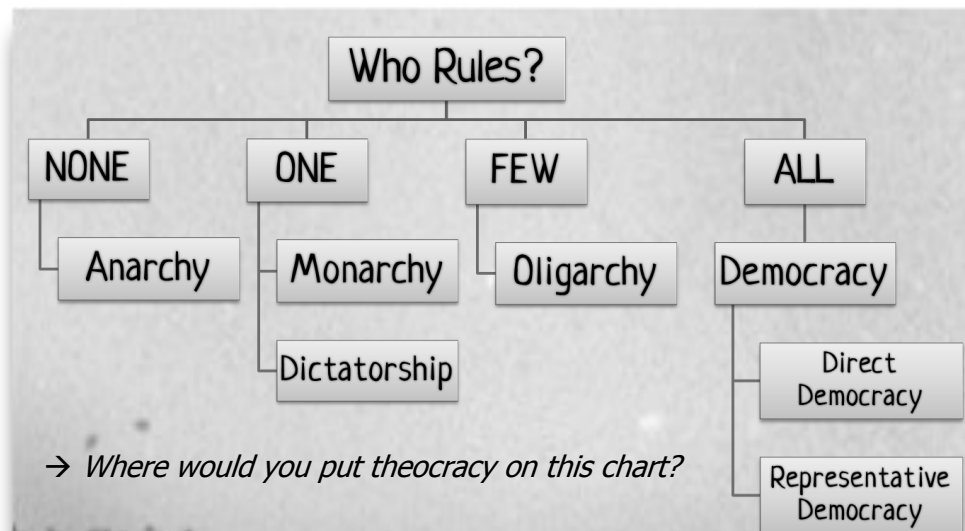 Who Rules?
NONE
ONE
FEW
ALL
Anarchy
Monarchy
Oligarchy
Democracy
Dictatorship
Direct
Democracy
Representative
Democracy
→ Where would you put theocracy on this chart?